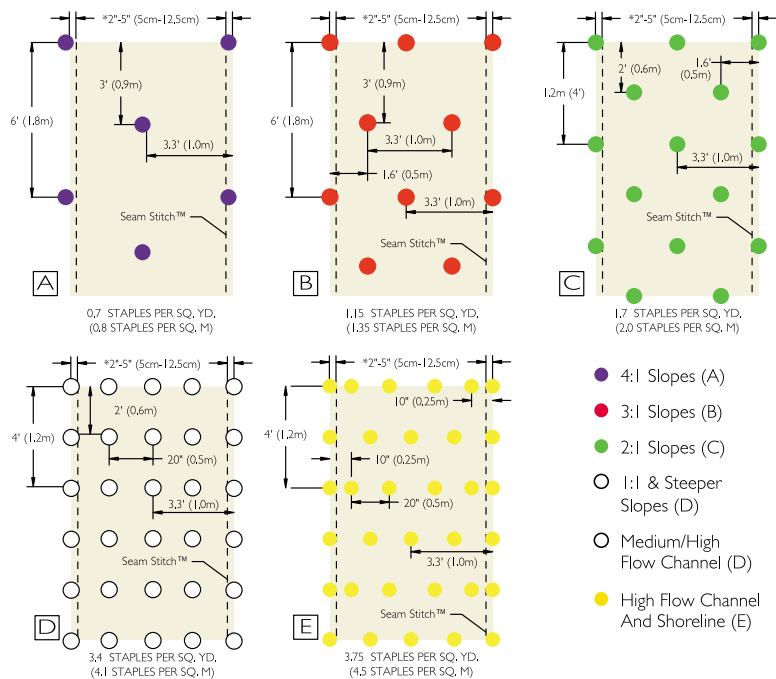 *2"-5" (5cm-12.5cm)
3' (0.9m)
6' (1.8m)
3.3' (1.0m)
Seam Stitch™
A
0.7 STAPLES PER SQ. YD.
(0.8 STAPLES PER SQ. M)
*2"-5" (5cm-12.5cm)
3' (0.9m)
6' (1.8m)
3.3' (1.0m)
1.6' (0.5m)
3.3' (1.0m)
Seam Stitch™
B
1.15 STAPLES PER SQ. YD.
(1.35 STAPLES PER SQ. M)
*2"-5" (5cm-12.5cm)
2' (0.6m)
1.6'
(0.5m)
1.2m (4')
3.3' (1.0m)
Seam Stitch™
C
1.7 STAPLES PER SQ. YD.
(2.0 STAPLES PER SQ. M)
*2"-5" (5cm-12.5cm)
2' (0.6m)
4' (1.2m)
20" (0.5m)
3.3' (1.0m)
Seam Stitch™
D
3.4 STAPLES PER SQ. YD.
(4.1 STAPLES PER SQ. M)
*2"-5" (5cm-12.5cm)
10" (0.25m)
4' (1.2m)
10" (0.25m)
20" (0.5m)
3.3' (1.0m)
Seam Stitch™
E
3.75 STAPLES PER SQ. YD.
(4.5 STAPLES PER SQ. M)
4:1 Slopes (A)
3:1 Slopes (B)
2:1 Slopes (C)
1:1 & Steeper
Slopes (D)
Medium/High
Flow Channel (D)
High Flow Channel
And Shoreline (E)